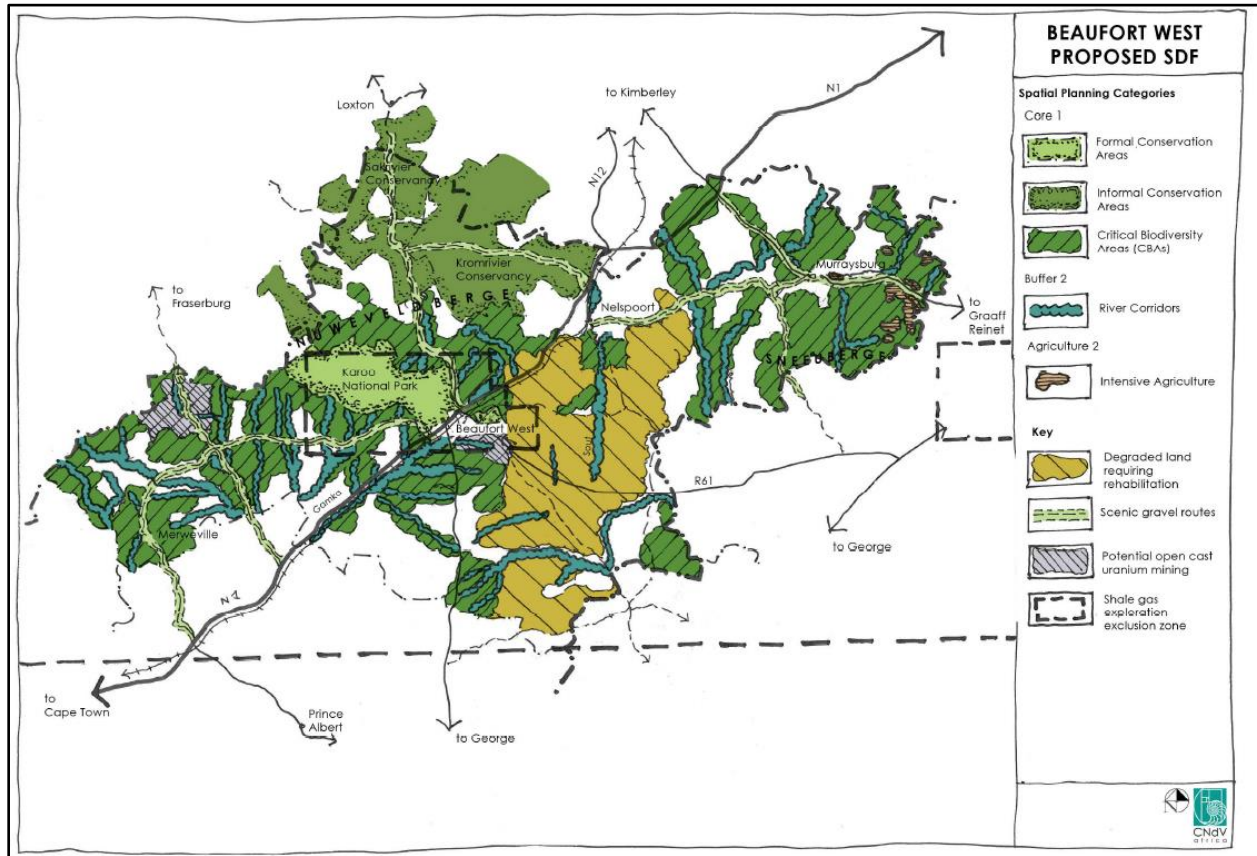 BEAUFORT WEST
PROPOSED SDF
Spatial Planning Categories
Core 1
Formal Conservation
Areas
Informal Conservation
Areas
Critical Biodiversity
Areas (CBAs)
Buffer 2
River Corridors
Agriculture 2
Intensive Agriculture
Key
Degraded land
requiring
rehabilitation
Scenic gravel routes
Potential open cast
uranium mining
Shale gas
exploration
exclusion zone
CNdV
africa
Loxton
to Kimberley
N1
N12
Sakrivier
Conservancy
Kromrivier
Conservancy
to
Fraserburg
NUWEVELDBERGE
Murraysburg
Nelspoort
to
Graaff
Reinet
SNEEUBERGE
Karoo
National Park
Beaufort West
Sout
R61
Gamka
Merweville
to George
N1
to
Cape Town
Prince
Albert
to George